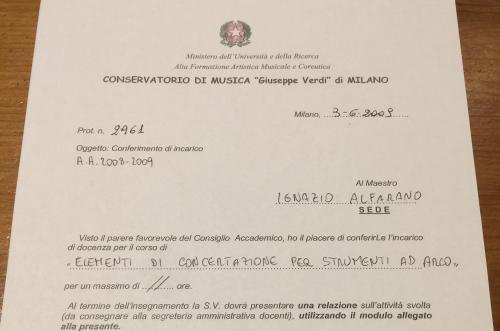 Ministero dell'Università e della Ricerca
Alta Formazione Artistica Musicale e Coreutica
CONSERVATORIO DI MUSICA "Giuseppe Verdi" di MILANO
Milano, 3-6-2009
Prot. n. 2961
Oggetto: Conferimento di incarico
A.A. 2008-2009
Al Maestro
IGNAZIO ALFARANO
SEDE
Visto il parere favorevole del Consiglio Accademico, ho il piacere di conferirLe l'incarico
di docenza per il corso di
"ELEMENTI DI CONCERTAZIONE PER STRUMENTI AD ARCO"
per un massimo di // ore.
Al termine dell'insegnamento la S.V. dovrà presentare una relazione sull'attività svolta
(da consegnare alla segreteria amministrativa docenti), utilizzando il modulo allegato
alla presente.